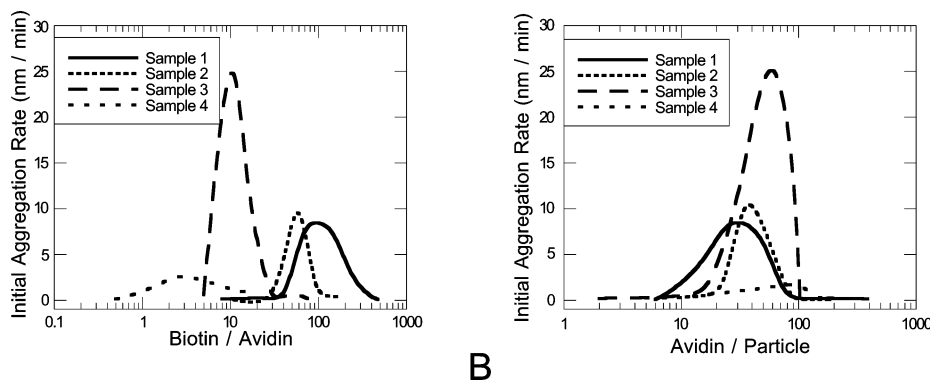 Initial Aggregation Rate (nm / min)
30
25
20
15
10
5
0
Sample 1
Sample 2
Sample 3
Sample 4
0.1 1 10 100 1000
Biotin / Avidin
Initial Aggregation Rate (nm / min)
30
25
20
15
10
5
0
Sample 1
Sample 2
Sample 3
Sample 4
1 10 100 1000
Avidin / Particle
B